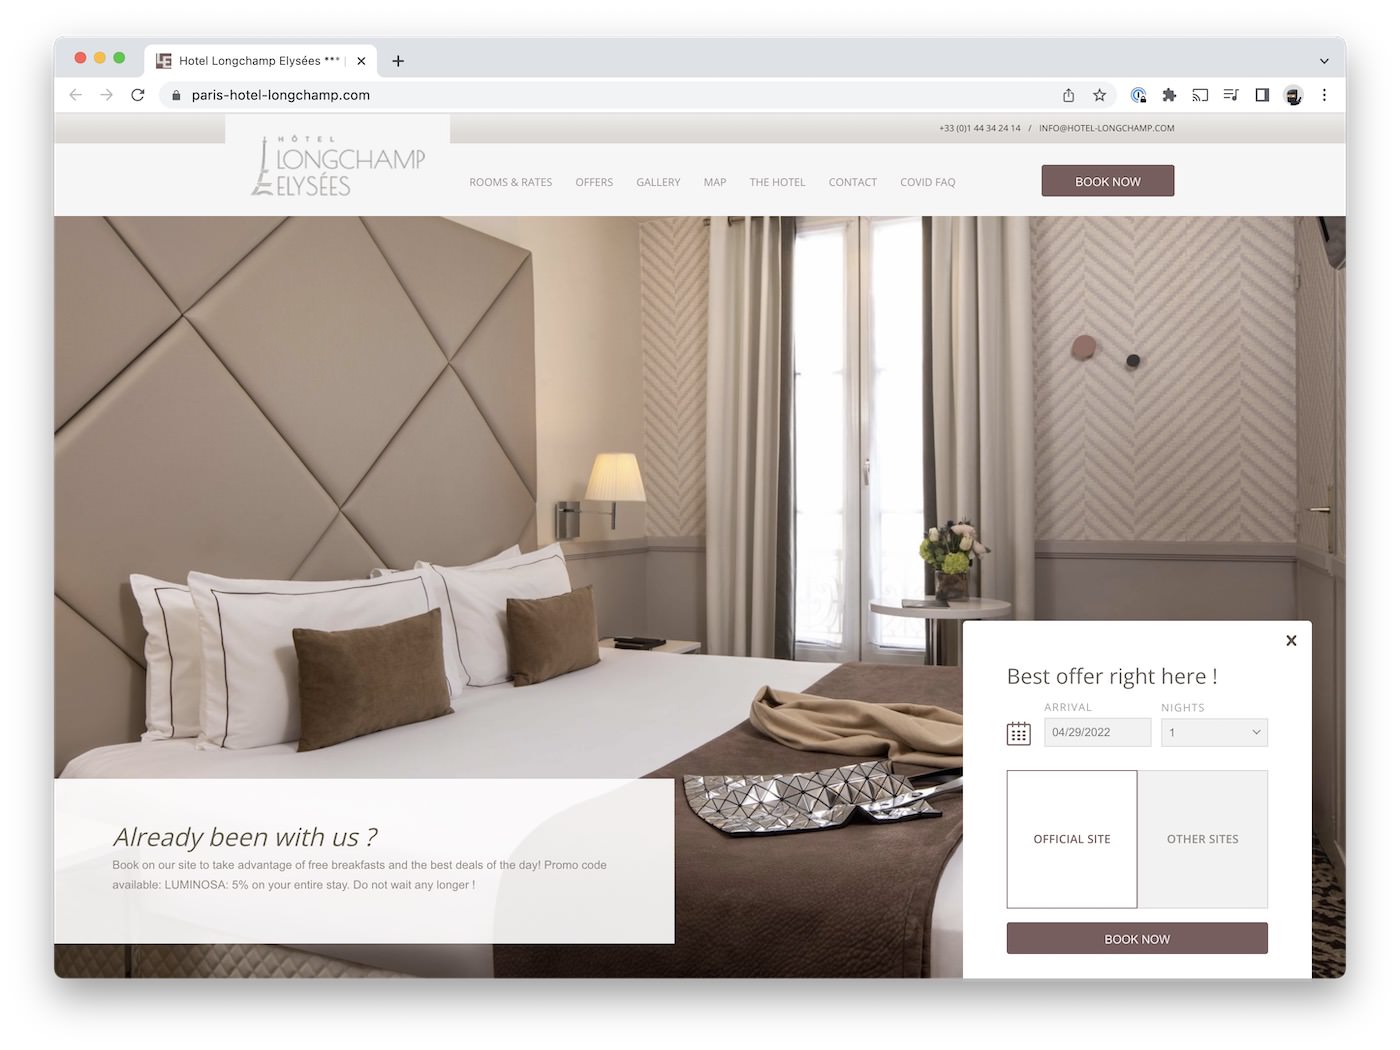 Hotel Longchamp Elysées *** |
paris-hotel-longchamp.com
+33 (0)1 44 34 24 14 / INFO@HOTEL-LONGCHAMP.COM
HÔTEL
LONGCHAMP
ELYSÉES
ROOMS & RATES OFFERS GALLERY MAP THE HOTEL CONTACT COVID FAQ
BOOK NOW
Best offer right here !
ARRIVAL NIGHTS
04/29/2022 1
OFFICIAL SITE OTHER SITES
BOOK NOW
Already been with us ?
Book on our site to take advantage of free breakfasts and the best deals of the day! Promo code
available: LUMINOSA: 5% on your entire stay. Do not wait any longer !